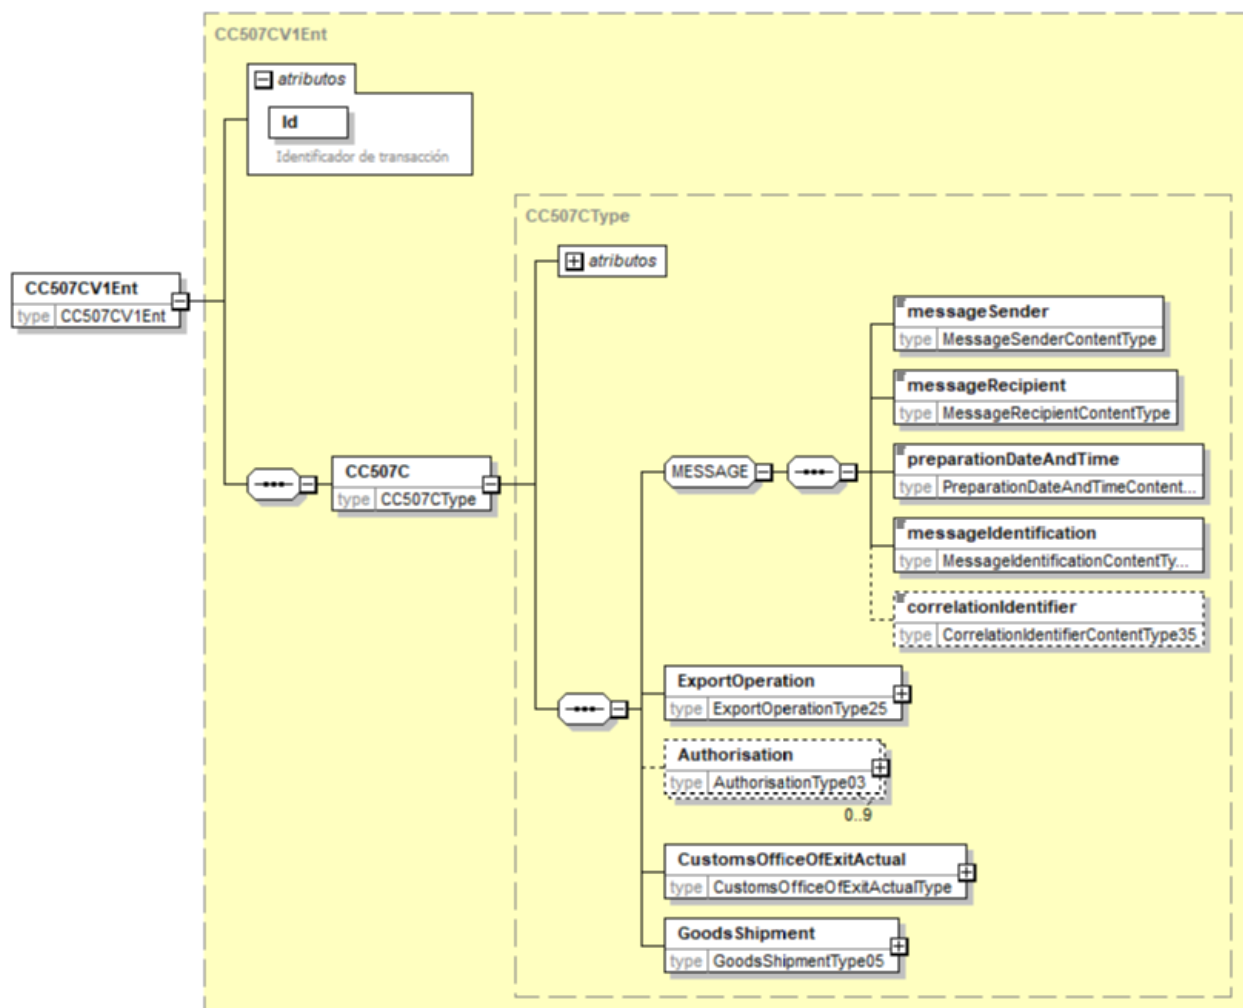 CC507CV1Ent
atributos
Id
Identificador de transacción
CC507CType
atributos
CC507CV1Ent
type CC507CV1Ent
messageSender
type MessageSenderContentType
messageRecipient
type MessageRecipientContentType
CC507C
type CC507CType
MESSAGE
preparationDateAndTime
type PreparationDateAndTimeContent...
messageIdentification
type MessageIdentificationContentTy...
correlationIdentifier
type CorrelationIdentifierContentType35
ExportOperation
type ExportOperationType25
Authorisation
type AuthorisationType03
0..9
CustomsOfficeOfExitActual
type CustomsOfficeOfExitActualType
GoodsShipment
type GoodsShipmentType05